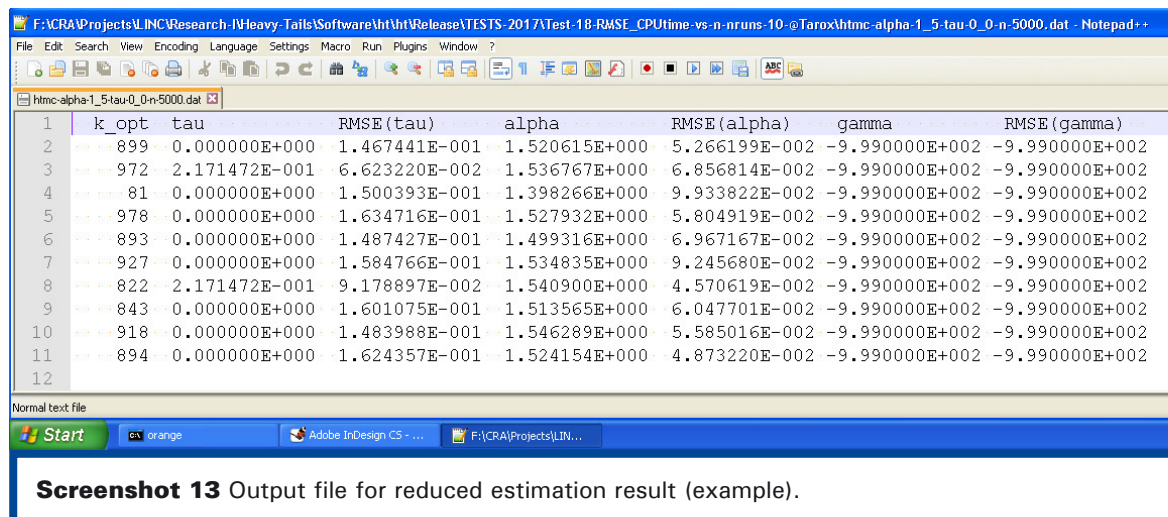 F:\CRA\Projects\LINC\Research-I\Heavy-Tails\Software\ht\ht\Release\TESTS-2017\Test-18-RMSE_CPUtime-vs-n-nruns-10-@Tarox\htmc-alpha-1_5-tau-0_0-n-5000.dat - Notepad++
File Edit Search View Encoding Language Settings Macro Run Plugins Window ?
htmc-alpha-1_5-tau-0_0-n-5000.dat
1 k_opt tau RMSE(tau) alpha RMSE(alpha) gamma RMSE(gamma)
2 899 0.000000E+000 1.467441E-001 1.520615E+000 5.266199E-002 -9.990000E+002 -9.990000E+002
3 972 2.171472E-001 6.623220E-002 1.536767E+000 6.856814E-002 -9.990000E+002 -9.990000E+002
4 81 0.000000E+000 1.500393E-001 1.398266E+000 9.933822E-002 -9.990000E+002 -9.990000E+002
5 978 0.000000E+000 1.634716E-001 1.527932E+000 5.804919E-002 -9.990000E+002 -9.990000E+002
6 893 0.000000E+000 1.487427E-001 1.499316E+000 6.967167E-002 -9.990000E+002 -9.990000E+002
7 927 0.000000E+000 1.584766E-001 1.534835E+000 9.245680E-002 -9.990000E+002 -9.990000E+002
8 822 2.171472E-001 9.178897E-002 1.540900E+000 4.570619E-002 -9.990000E+002 -9.990000E+002
9 843 0.000000E+000 1.601075E-001 1.513565E+000 6.047701E-002 -9.990000E+002 -9.990000E+002
10 918 0.000000E+000 1.483988E-001 1.546289E+000 5.585016E-002 -9.990000E+002 -9.990000E+002
11 894 0.000000E+000 1.624357E-001 1.524154E+000 4.873220E-002 -9.990000E+002 -9.990000E+002
12
Normal text file
Start orange Adobe InDesign CS - ... F:\CRA\Projects\LIN...
Screenshot 13 Output file for reduced estimation result (example).